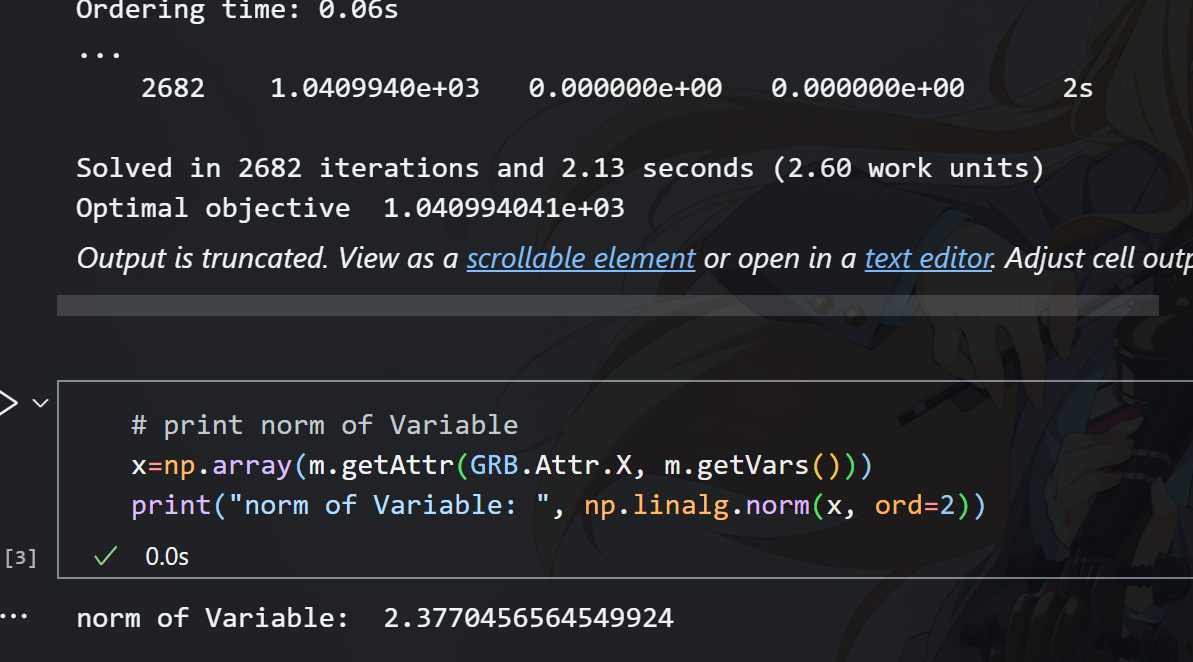 Ordering time: 0.06s
...
2682 1.0409940e+03 0.000000e+00 0.000000e+00 2s
Solved in 2682 iterations and 2.13 seconds (2.60 work units)
Optimal objective 1.040994041e+03
Output is truncated. View as a scrollable element or open in a text editor. Adjust cell outp
# print norm of Variable
x=np.array(m.getAttr(GRB.Attr.X, m.getVars()))
print("norm of Variable: ", np.linalg.norm(x, ord=2))
[3] 0.0s
... norm of Variable: 2.3770456564549924